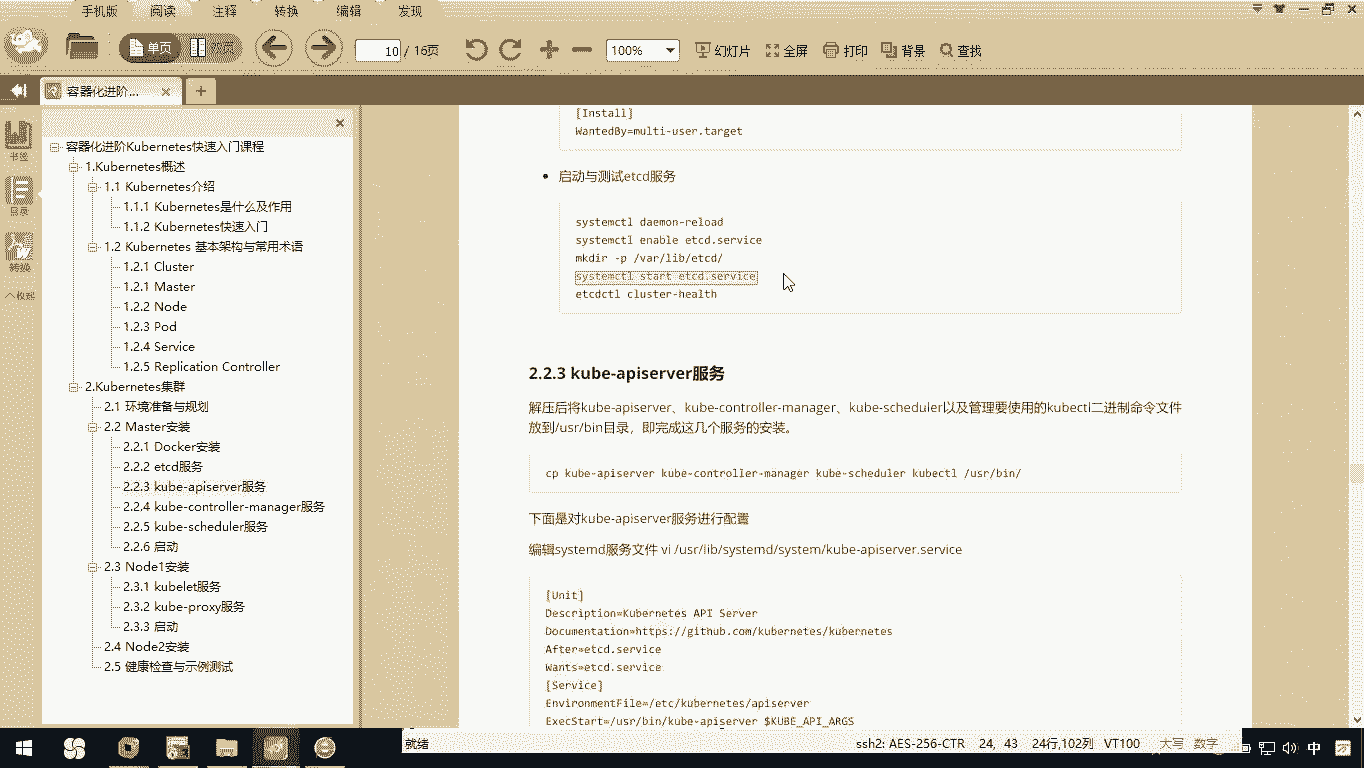 手机版 阅读 注释 转换 编辑 发现
单页 双页 10 / 16页 100% 幻灯片 全屏 打印 背景 查找
容器化进阶...
书签
目录
转换
收起
容器化进阶Kubernetes快速入门课程
1.Kubernetes概述
1.1 Kubernetes介绍
1.1.1 Kubernetes是什么及作用
1.1.2 Kubernetes快速入门
1.2 Kubernetes 基本架构与常用术语
1.2.1 Cluster
1.2.1 Master
1.2.2 Node
1.2.3 Pod
1.2.4 Service
1.2.5 Replication Controller
2.Kubernetes集群
2.1 环境准备与规划
2.2 Master安装
2.2.1 Docker安装
2.2.2 etcd服务
2.2.3 kube-apiserver服务
2.2.4 kube-controller-manager服务
2.2.5 kube-scheduler服务
2.2.6 启动
2.3 Node1安装
2.3.1 kubelet服务
2.3.2 kube-proxy服务
2.3.3 启动
2.4 Node2安装
2.5 健康检查与示例测试
[Install]
WantedBy=multi-user.target
启动与测试etcd服务
systemctl daemon-reload
systemctl enable etcd.service
mkdir -p /var/lib/etcd/
systemctl start etcd.service
etcdctl cluster-health
2.2.3 kube-apiserver服务
解压后将kube-apiserver、kube-controller-manager、kube-scheduler以及管理要使用的kubectl二进制命令文件
放到/usr/bin目录，即完成这几个服务的安装。
cp kube-apiserver kube-controller-manager kube-scheduler kubectl /usr/bin/
下面是对kube-apiserver服务进行配置
编辑systemd服务文件 vi /usr/lib/systemd/system/kube-apiserver.service
[Unit]
Description=Kubernetes API Server
Documentation=https://github.com/kubernetes/kubernetes
After=etcd.service
Wants=etcd.service
[Service]
EnvironmentFile=/etc/kubernetes/apiserver
ExecStart=/usr/bin/kube-apiserver $KUBE_API_ARGS
就绪 ssh2: AES-256-CTR 24, 43 24行,102列 VT100 大写 数字 中